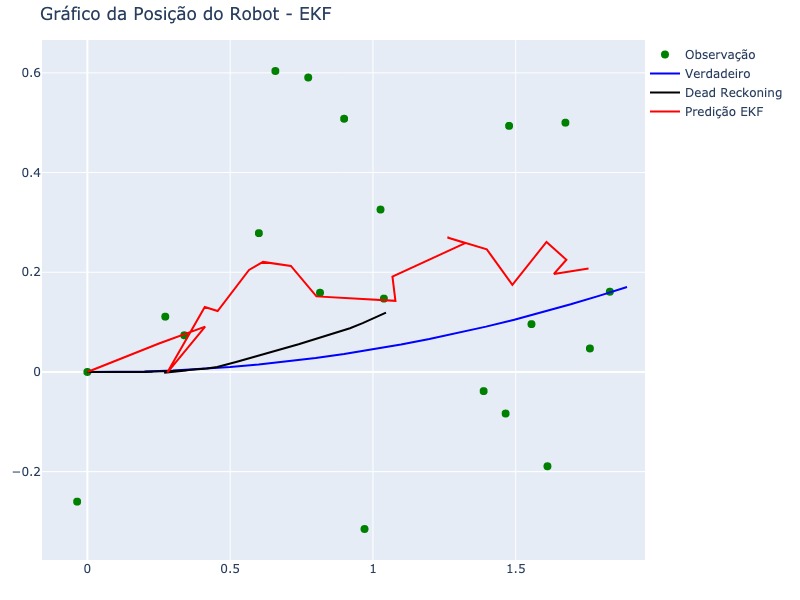 Gráfico da Posição do Robot - EKF
Observação
Verdadeiro
Dead Reckoning
Predição EKF
0.6
0.4
0.2
0
−0.2
0 0.5 1 1.5